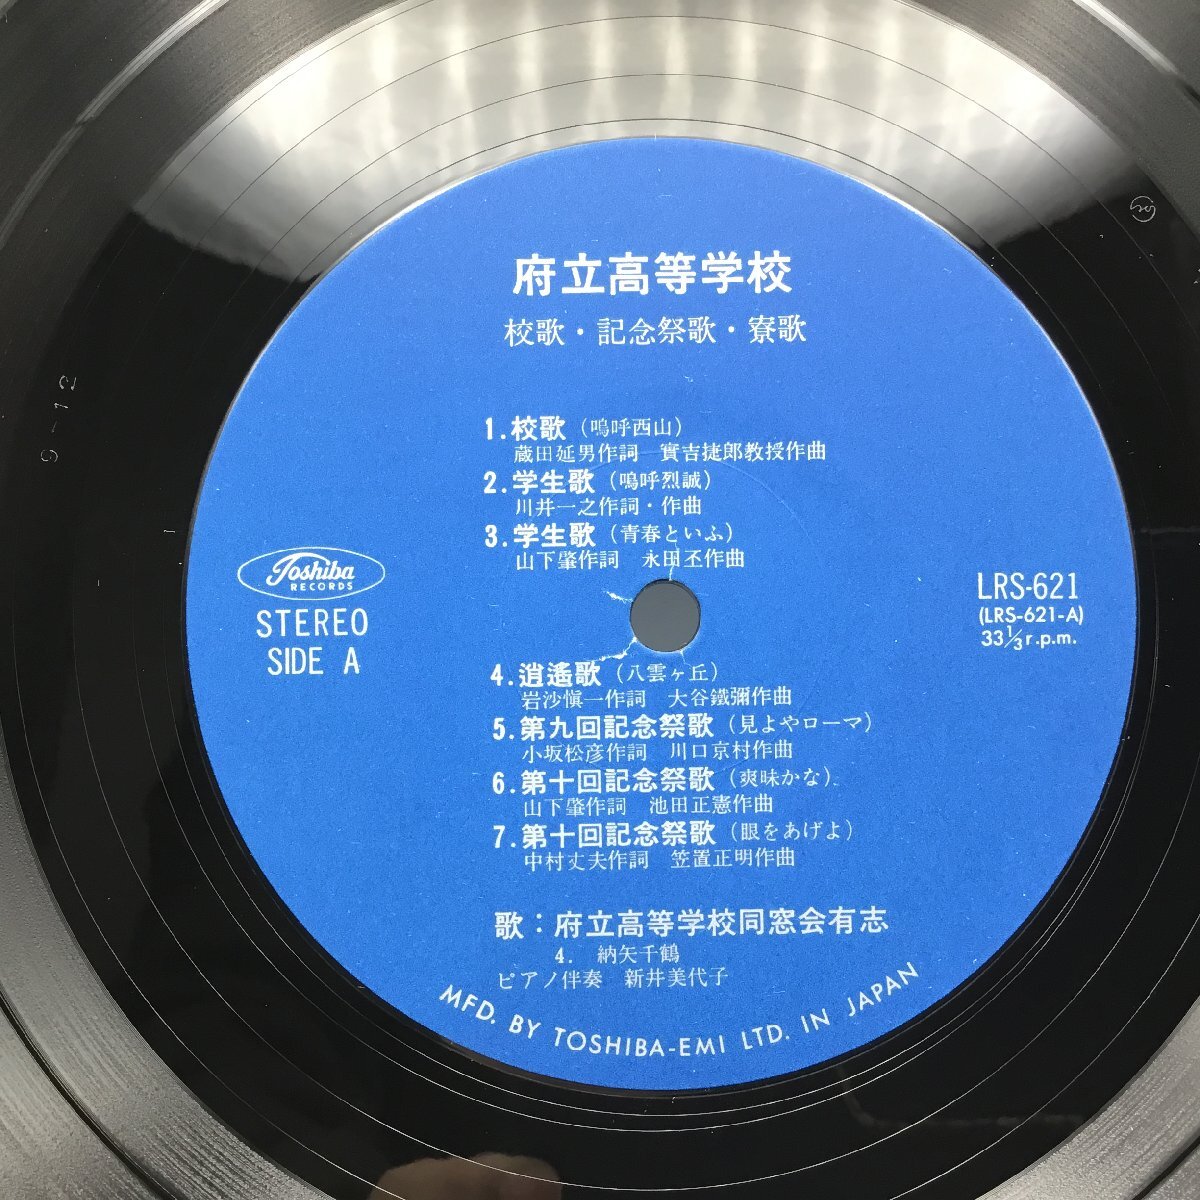 府立高等学校
校歌・記念祭歌・寮歌
1.校歌（嗚呼西山）
蔵田延男作詞　實吉捷郎教授作曲
2.学生歌（嗚呼烈誠）
川井一之作詞・作曲
3.学生歌（青春といふ）
山下肇作詞　永田丕作曲
Toshiba
RECORDS
STEREO
SIDE A
LRS-621
(LRS-621-A)
33⅓r.p.m.
4.逍遙歌（八雲ヶ丘）
岩沙愼一作詞　大谷鐵彌作曲
5.第九回記念祭歌（見よやローマ）
小坂松彦作詞　川口京村作曲
6.第十回記念祭歌（爽昧かな）
山下肇作詞　池田正憲作曲
7.第十回記念祭歌（眼をあげよ）
中村丈夫作詞　笠置正明作曲
歌：府立高等学校同窓会有志
4.　納矢千鶴
ピアノ伴奏　新井美代子
MFD. BY TOSHIBA-EMI LTD. IN JAPAN
9-12